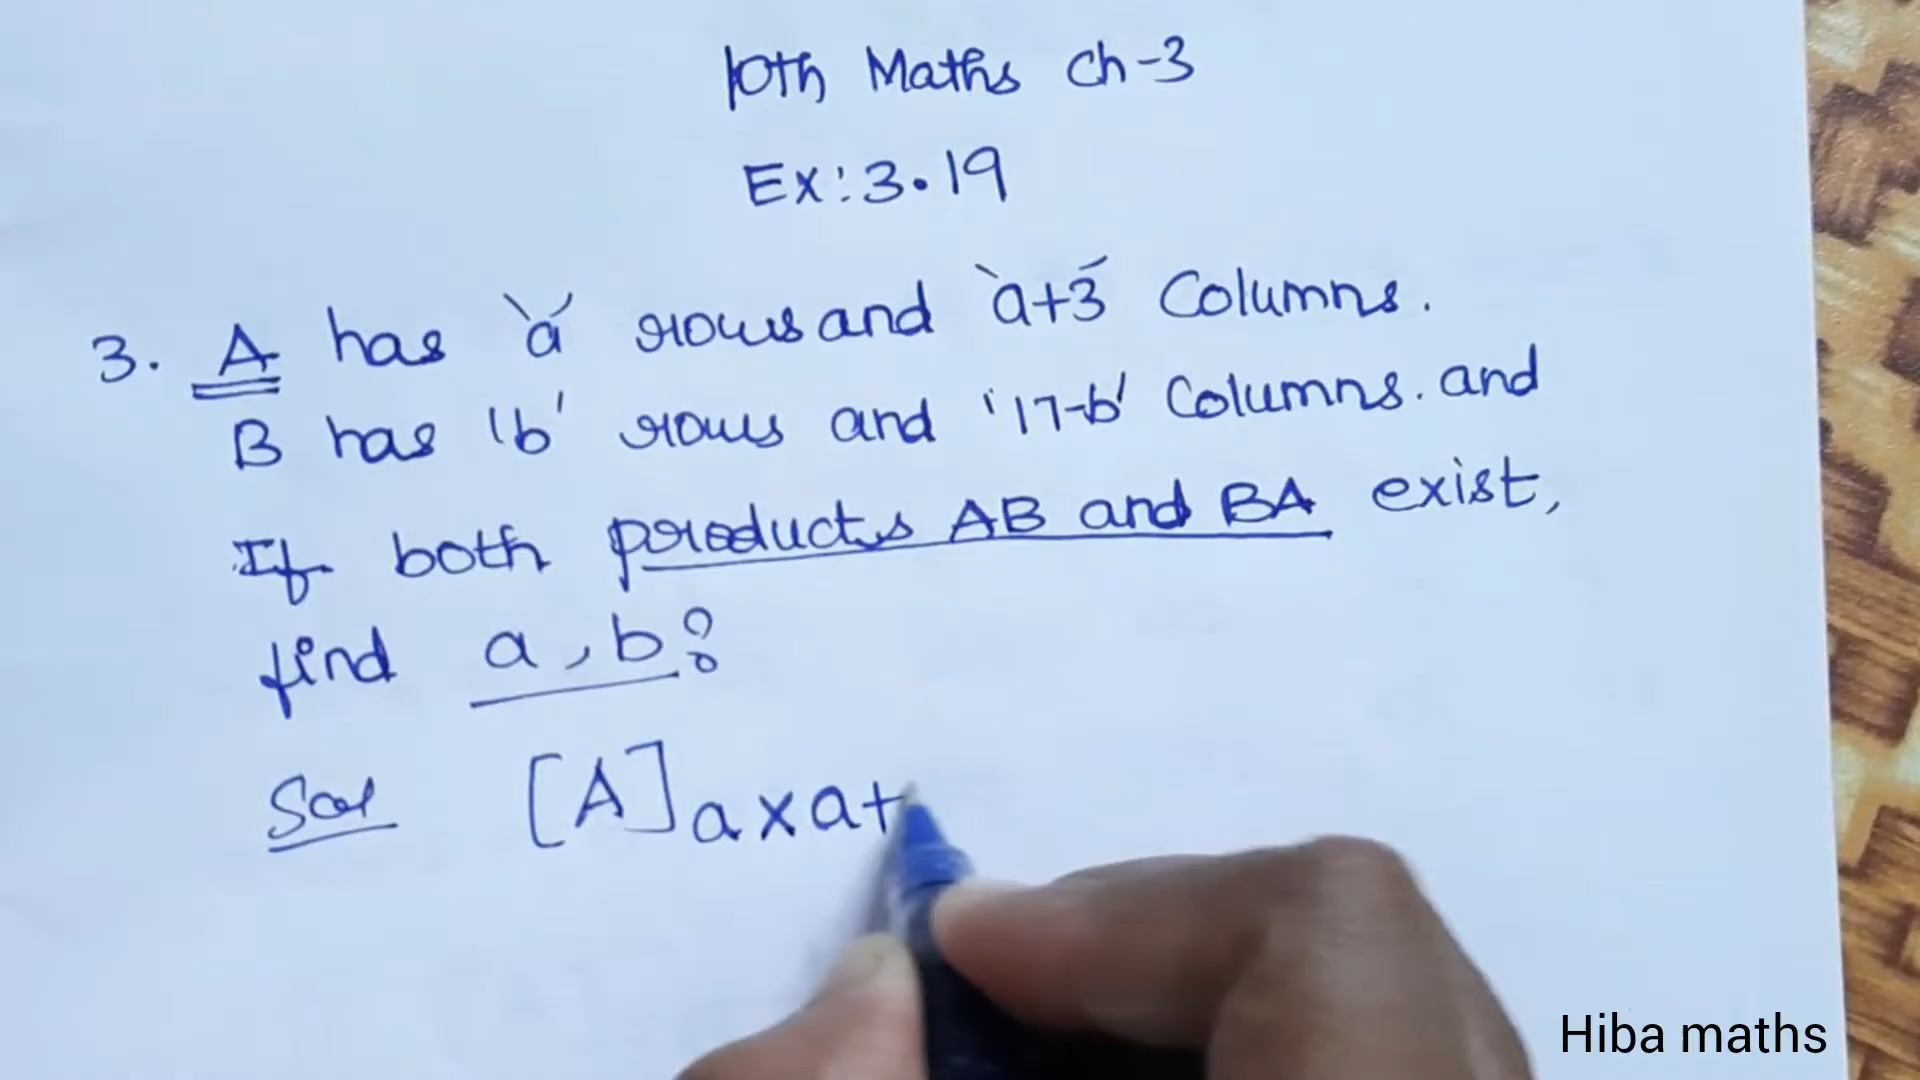 10th Maths Ch-3
Ex: 3.19
3. A has 'a' rows and 'a+3' Columns.
B has 'b' rows and '17-b' Columns. and
If both products AB and BA exist,
find a, b?
Sol [A] a×a+
Hiba maths